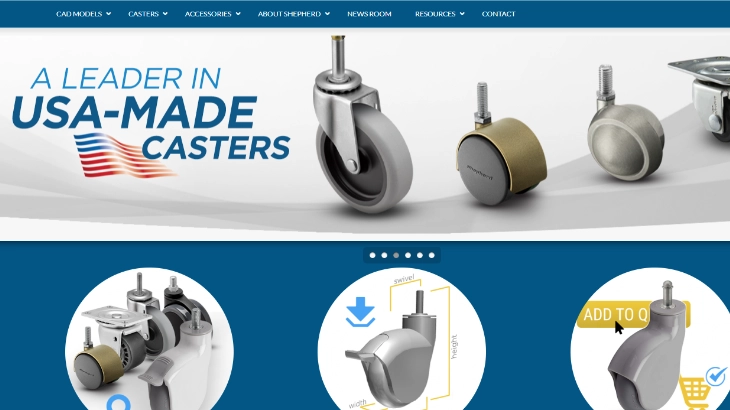 CAD MODELS CASTERS ACCESSORIES ABOUT SHEPHERD NEWS ROOM RESOURCES CONTACT
A LEADER IN
USA-MADE
CASTERS
swivel
ADD TO Q
height
width